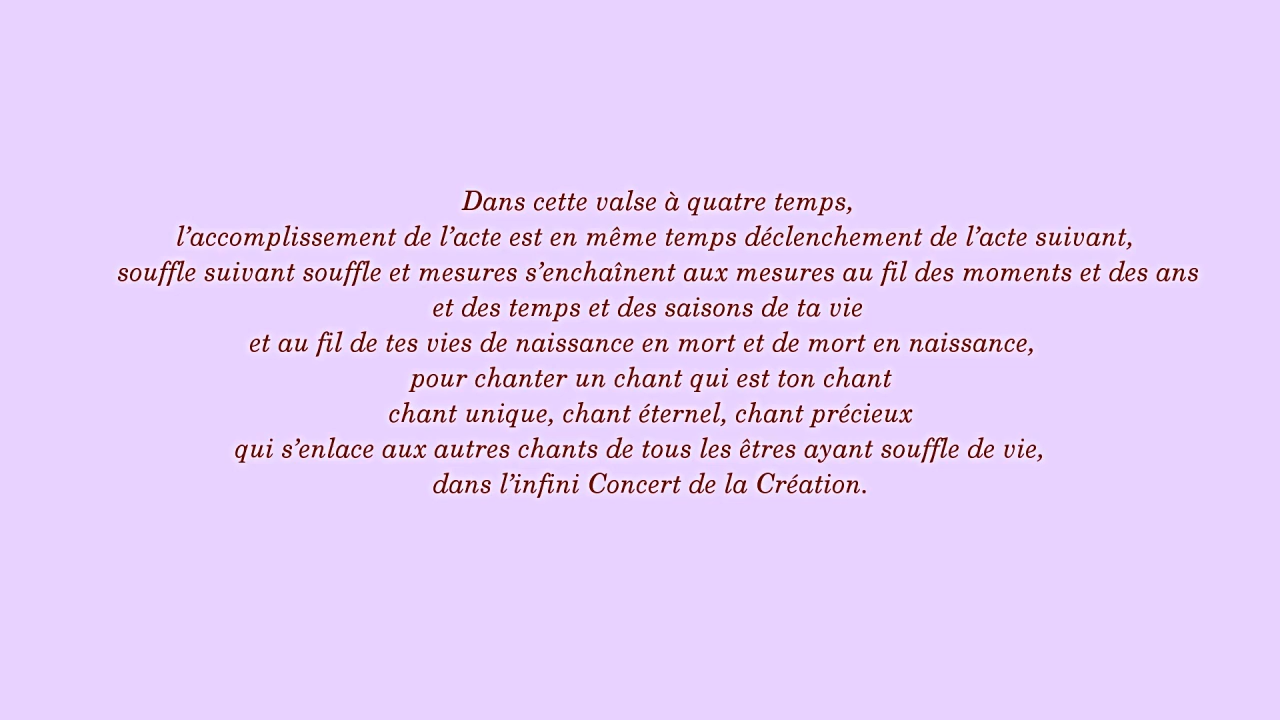 Dans cette valse à quatre temps,
l’accomplissement de l’acte est en même temps déclenchement de l’acte suivant,
souffle suivant souffle et mesures s’enchaînent aux mesures au fil des moments et des ans
et des temps et des saisons de ta vie
et au fil de tes vies de naissance en mort et de mort en naissance,
pour chanter un chant qui est ton chant
chant unique, chant éternel, chant précieux
qui s’enlace aux autres chants de tous les êtres ayant souffle de vie,
dans l’infini Concert de la Création.